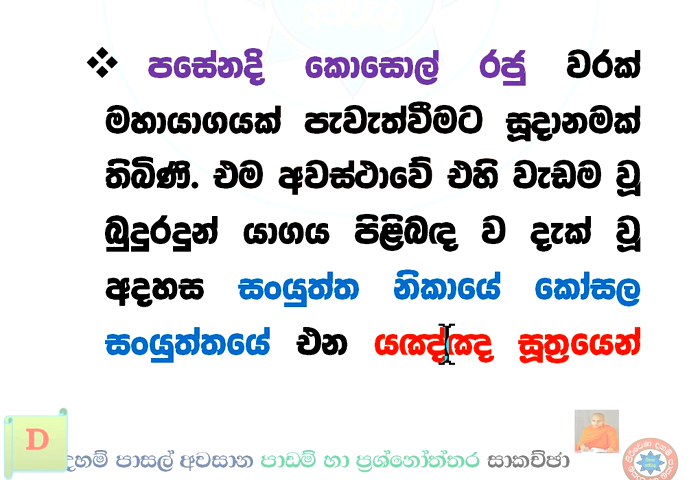 ❖ පසේනදි කොසොල් රජු වරක්
මහායාගයක් පැවැත්වීමට සූදානමක්
තිබිණි. එම අවස්ථාවේ එහි වැඩම වූ
බුදුරදුන් යාගය පිළිබඳ ව දැක් වූ
අදහස සංයුත්ත නිකායේ කෝසල
සංයුත්තයේ එන යඤ්ඤ සූත්‍රයෙන්
D
දහම් පාසල් අවසාන පාඩම් හා ප්‍රශ්නෝත්තර සාකච්ඡා